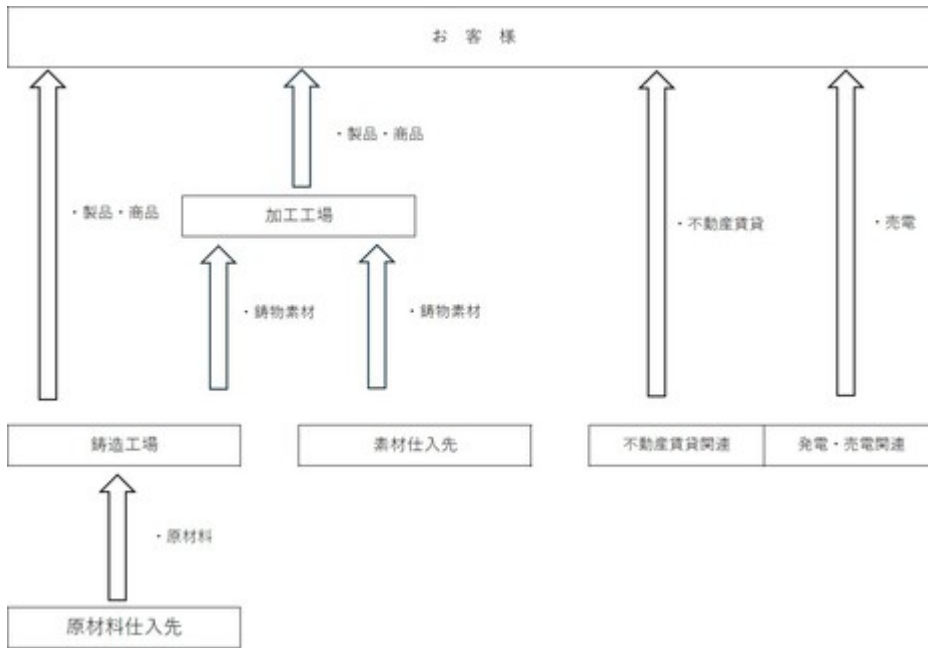 お 客 様
・製品・商品
加工工場
・製品・商品
・不動産賃貸
・売電
・鋳物素材
・鋳物素材
鋳造工場
素材仕入先
不動産賃貸関連
発電・売電関連
・原材料
原材料仕入先